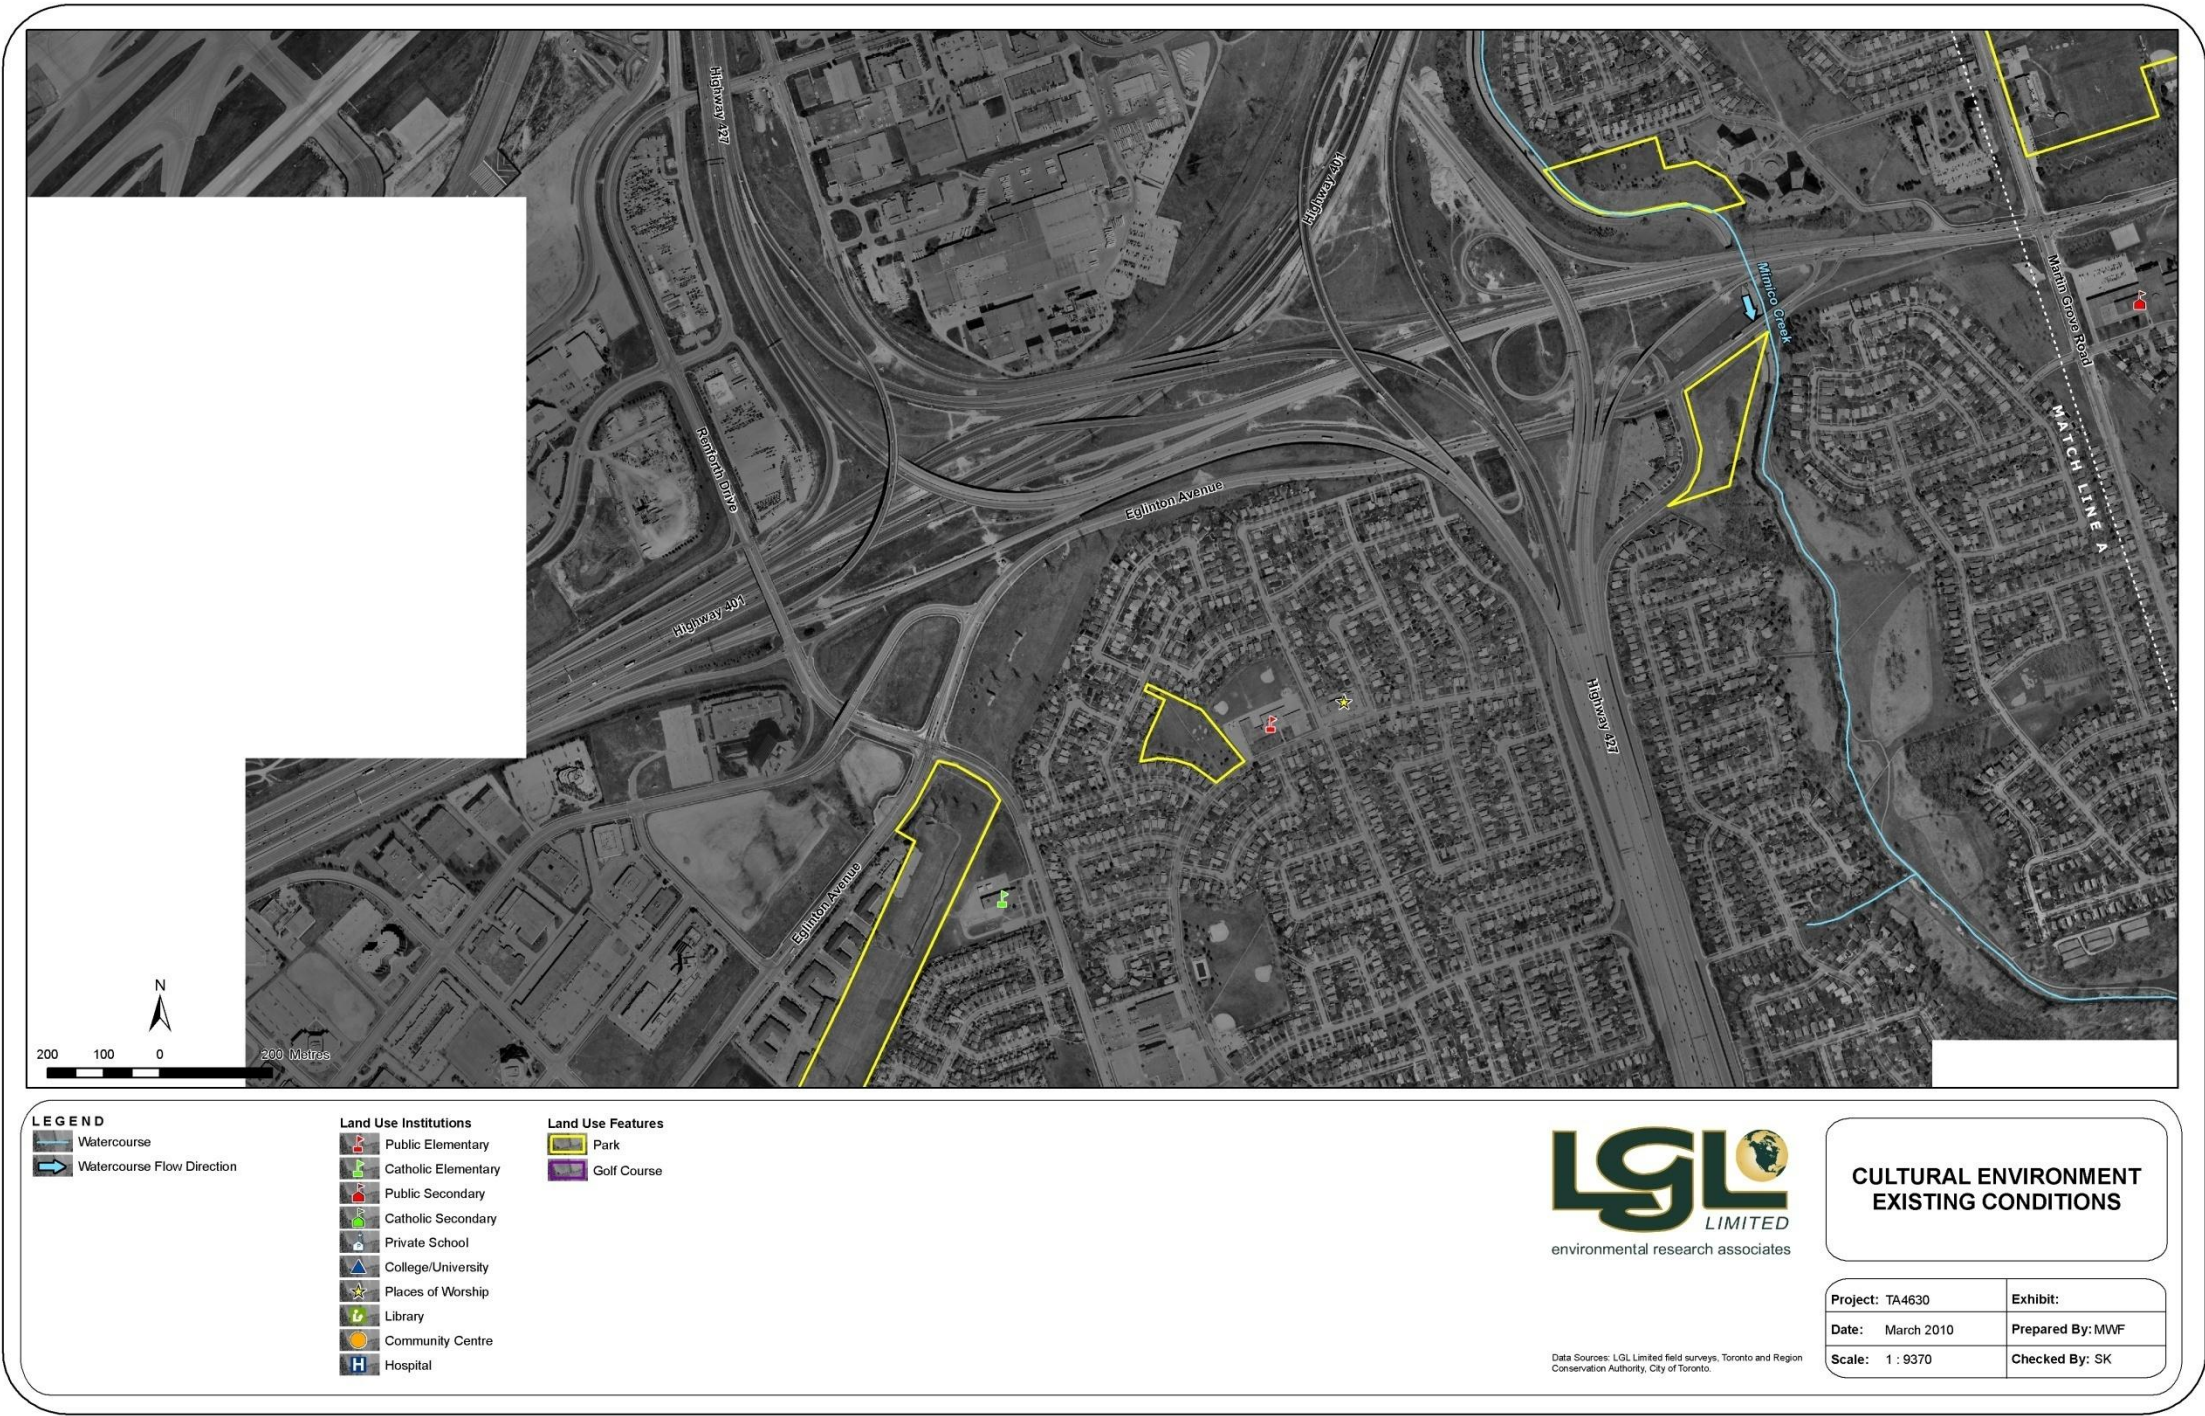 Highway 427
Highway 401
Mimico Creek
Martin Grove Road
MATCH LINE A
Renforth Drive
Eglinton Avenue
Highway 401
Highway 427
Eglinton Avenue
N
200 100 0 200 Metres
LEGEND
Watercourse
Watercourse Flow Direction
Land Use Institutions
Public Elementary
Catholic Elementary
Public Secondary
Catholic Secondary
Private School
College/University
Places of Worship
Library
Community Centre
H Hospital
Land Use Features
Park
Golf Course
LGL
LIMITED
environmental research associates
Data Sources: LGL Limited field surveys, Toronto and Region
Conservation Authority, City of Toronto.
CULTURAL ENVIRONMENT
EXISTING CONDITIONS
Project: TA4630 Exhibit:
Date: March 2010 Prepared By: MWF
Scale: 1 : 9370 Checked By: SK